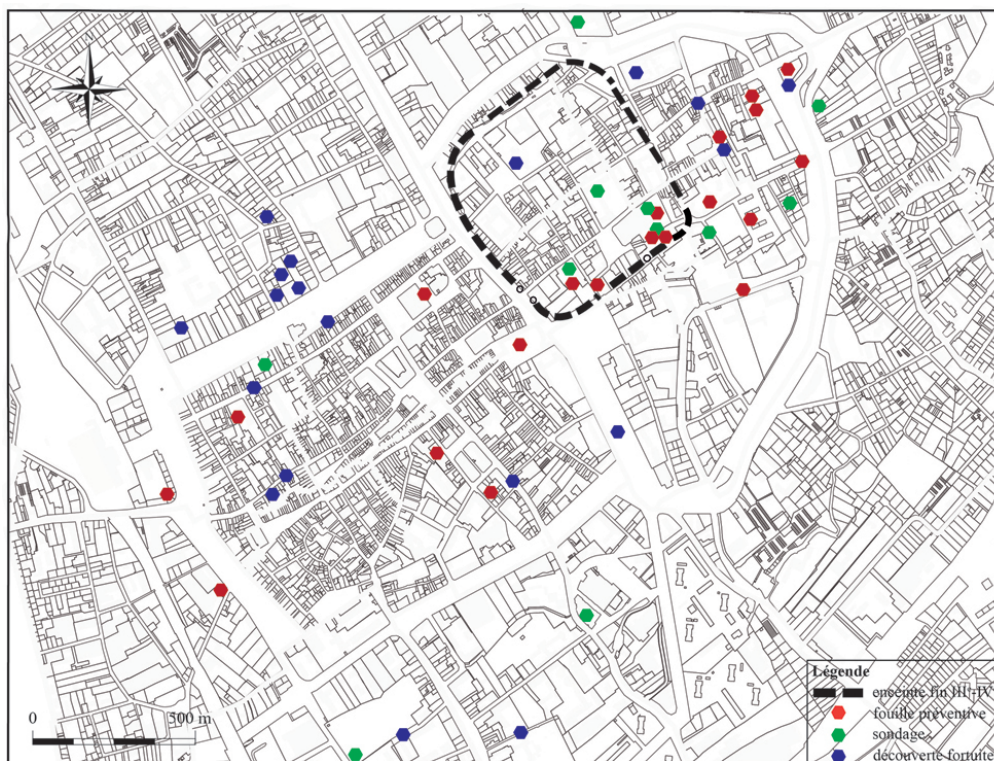 0 500 m
Légende
enceinte fin III^e-IV^e
fouille préventive
sondage
découverte fortuite